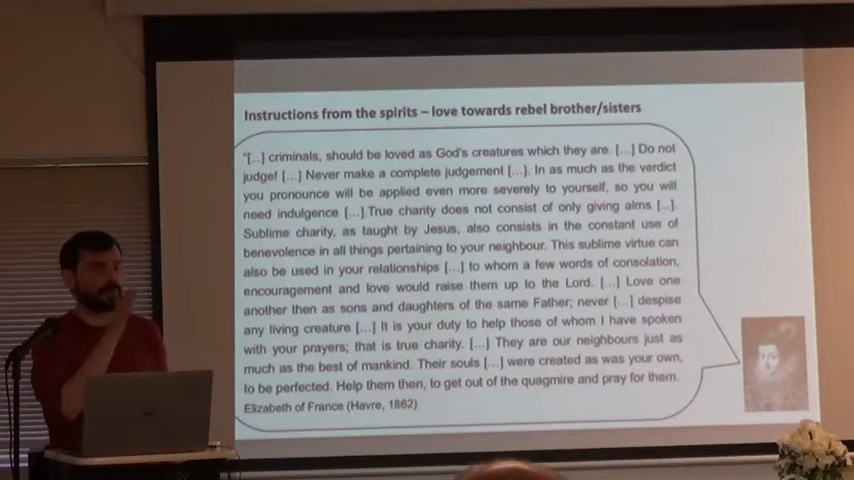 Instructions from the spirits – love towards rebel brother/sisters
"[...] criminals, should be loved as God's creatures which they are. [...] Do not
judge! [...] Never make a complete judgement [...]. In as much as the verdict
you pronounce will be applied even more severely to yourself, so you will
need indulgence [...].True charity does not consist of only giving alms [...].
Sublime charity, as taught by Jesus, also consists in the constant use of
benevolence in all things pertaining to your neighbour. This sublime virtue can
also be used in your relationships [...] to whom a few words of consolation,
encouragement and love would raise them up to the Lord. [...] Love one
another then as sons and daughters of the same Father; never [...] despise
any living creature [...] It is your duty to help those of whom I have spoken
with your prayers; that is true charity. [...] They are our neighbours just as
much as the best of mankind. Their souls [...] were created as was your own,
to be perfected. Help them then, to get out of the quagmire and pray for them.
Elizabeth of France (Havre, 1862)